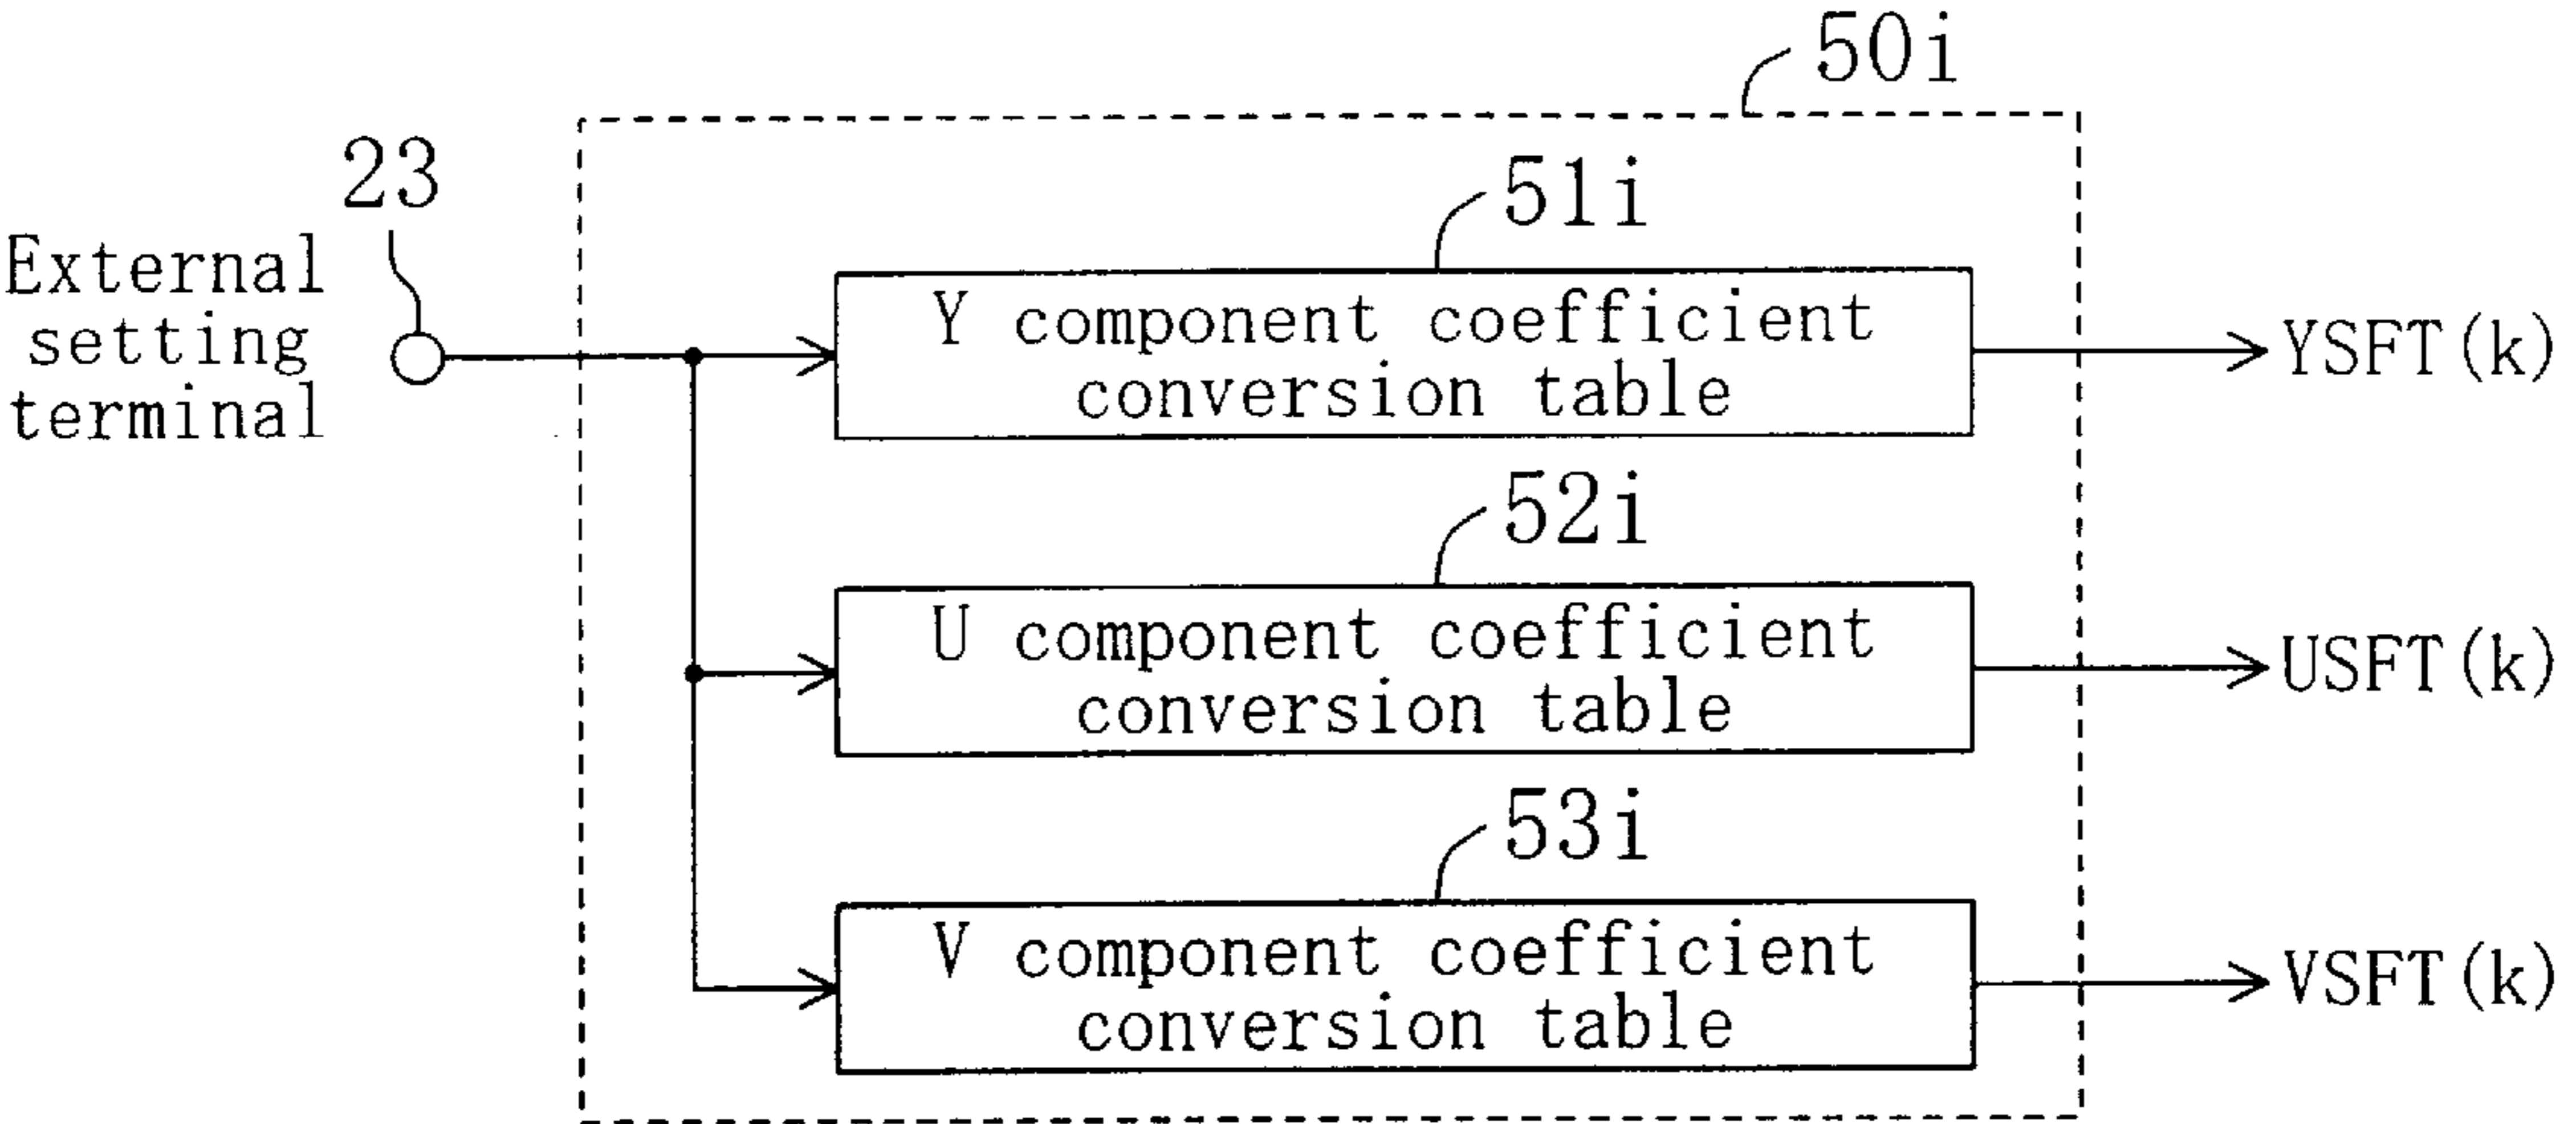 50i
23
External
setting
terminal
51i
Y component coefficient
conversion table
YSFT(k)
52i
U component coefficient
conversion table
USFT(k)
53i
V component coefficient
conversion table
VSFT(k)